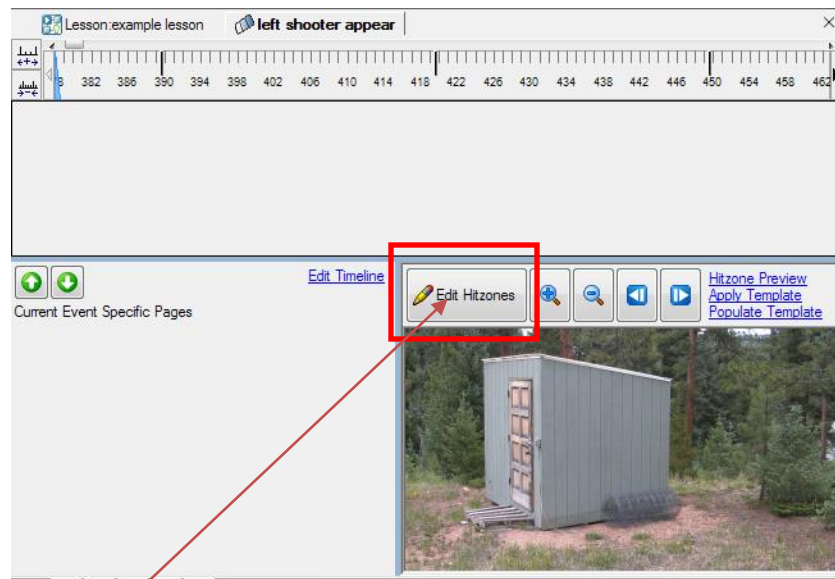 Lesson:example lesson left shooter appear
382 386 390 394 398 402 406 410 414 418 422 426 430 434 438 442 446 450 454 458 462
Edit Timeline
Current Event Specific Pages
Edit Hitzones
Hitzone Preview
Apply Template
Populate Template